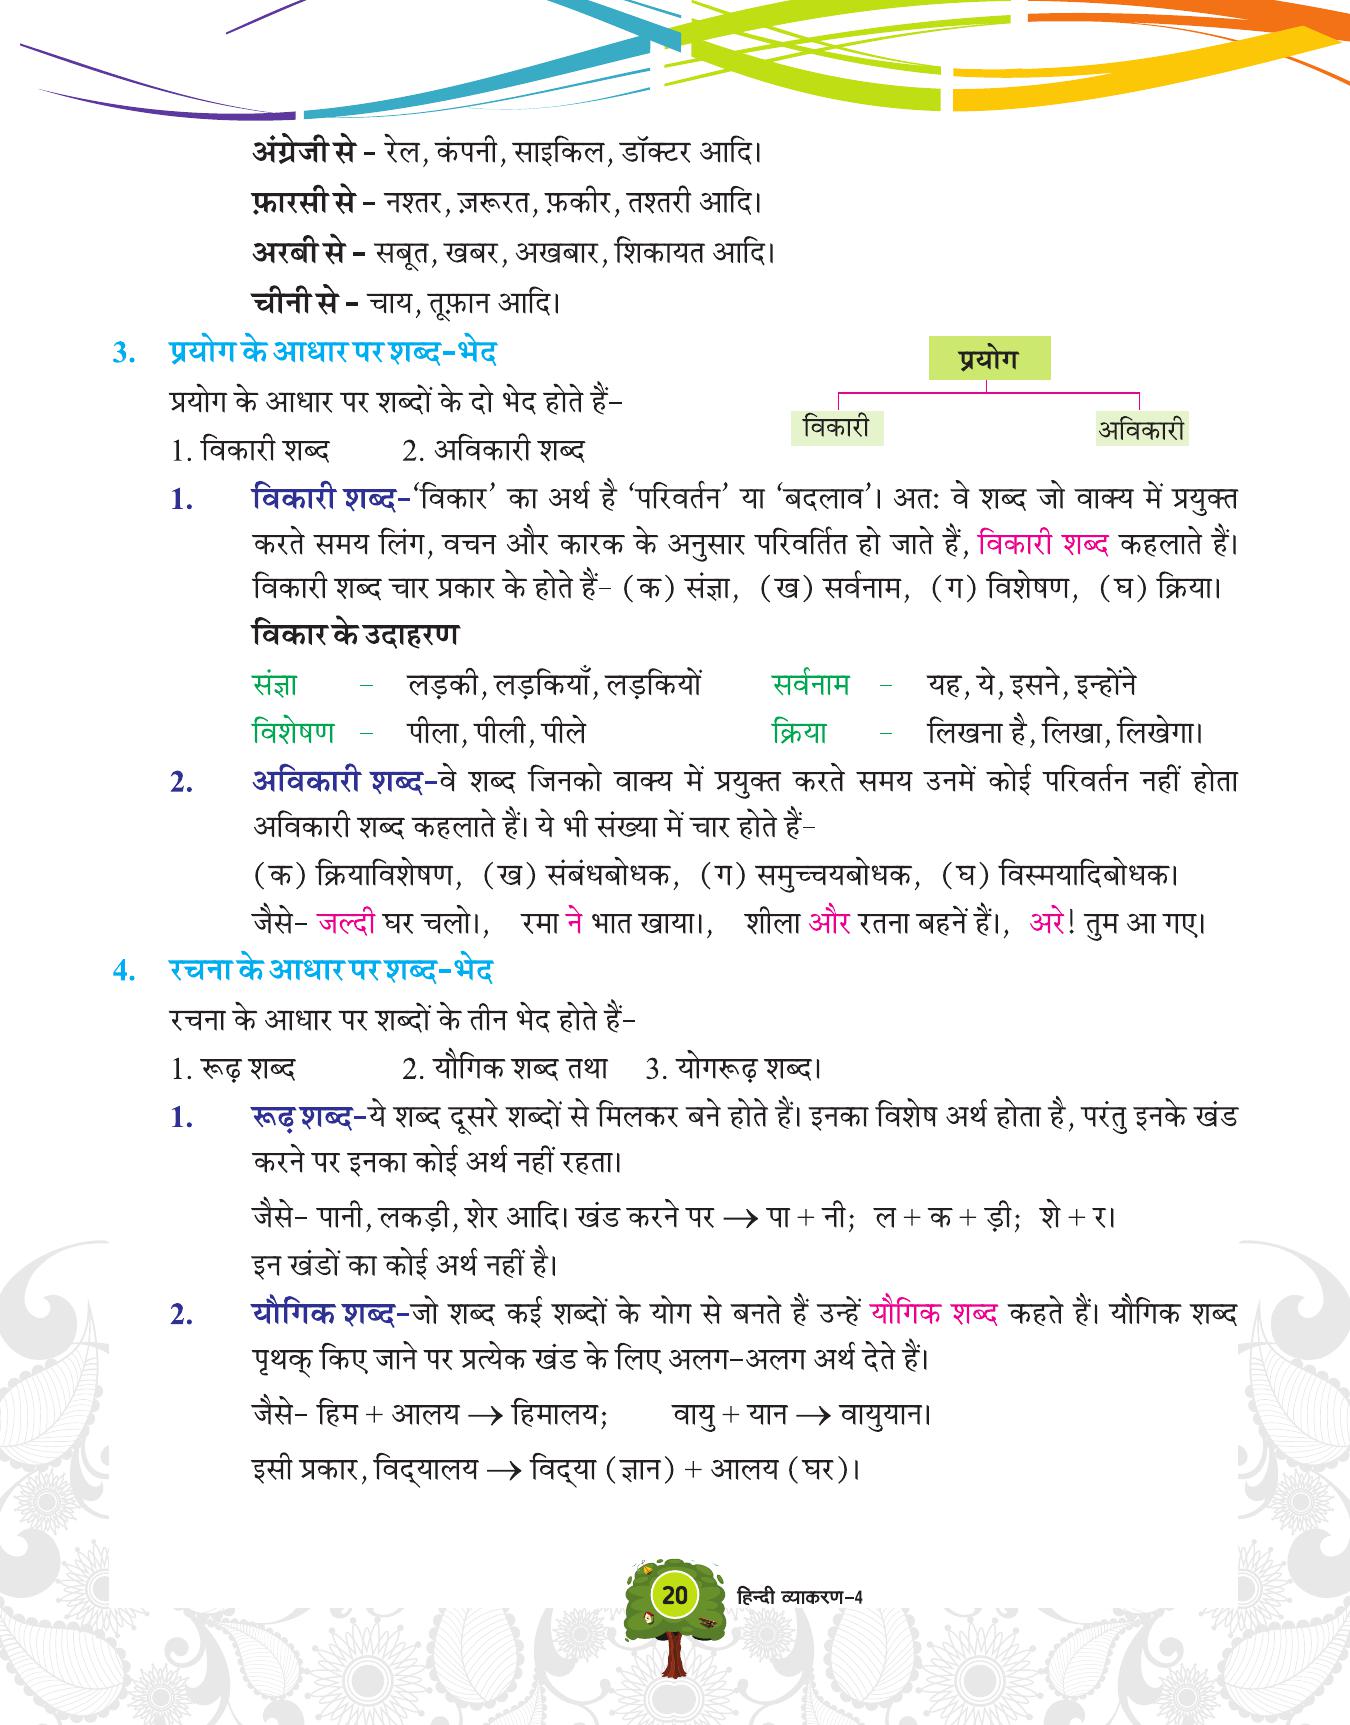 अंग्रेजी से - रेल, कंपनी, साइकिल, डॉक्टर आदि।
फ़ारसी से - नश्तर, ज़रूरत, फ़कीर, तश्तरी आदि।
अरबी से - सबूत, खबर, अखबार, शिकायत आदि।
चीनी से - चाय, तूफ़ान आदि।
3. प्रयोग के आधार पर शब्द-भेद
प्रयोग
प्रयोग के आधार पर शब्दों के दो भेद होते हैं-
विकारी अविकारी
1. विकारी शब्द 2. अविकारी शब्द
1. विकारी शब्द-‘विकार’ का अर्थ है ‘परिवर्तन’ या ‘बदलाव’। अत: वे शब्द जो वाक्य में प्रयुक्त
करते समय लिंग, वचन और कारक के अनुसार परिवर्तित हो जाते हैं, विकारी शब्द कहलाते हैं।
विकारी शब्द चार प्रकार के होते हैं- (क) संज्ञा, (ख) सर्वनाम, (ग) विशेषण, (घ) क्रिया।
विकार के उदाहरण
संज्ञा - लड़की, लड़कियाँ, लड़कियों सर्वनाम - यह, ये, इसने, इन्होंने
विशेषण - पीला, पीली, पीले क्रिया - लिखना है, लिखा, लिखेगा।
2. अविकारी शब्द-वे शब्द जिनको वाक्य में प्रयुक्त करते समय उनमें कोई परिवर्तन नहीं होता
अविकारी शब्द कहलाते हैं। ये भी संख्या में चार होते हैं-
(क) क्रियाविशेषण, (ख) संबंधबोधक, (ग) समुच्चयबोधक, (घ) विस्मयादिबोधक।
जैसे- जल्दी घर चलो।, रमा ने भात खाया।, शीला और रतना बहनें हैं।, अरे! तुम आ गए।
4. रचना के आधार पर शब्द-भेद
रचना के आधार पर शब्दों के तीन भेद होते हैं-
1. रूढ़ शब्द 2. यौगिक शब्द तथा 3. योगरूढ़ शब्द।
1. रूढ़ शब्द-ये शब्द दूसरे शब्दों से मिलकर बने होते हैं। इनका विशेष अर्थ होता है, परंतु इनके खंड
करने पर इनका कोई अर्थ नहीं रहता।
जैसे- पानी, लकड़ी, शेर आदि। खंड करने पर → पा + नी; ल + क + ड़ी; शे + र।
इन खंडों का कोई अर्थ नहीं है।
2. यौगिक शब्द-जो शब्द कई शब्दों के योग से बनते हैं उन्हें यौगिक शब्द कहते हैं। यौगिक शब्द
पृथक् किए जाने पर प्रत्येक खंड के लिए अलग-अलग अर्थ देते हैं।
जैसे- हिम + आलय → हिमालय; वायु + यान → वायुयान।
इसी प्रकार, विद्‌यालय → विद्‌या (ज्ञान) + आलय (घर)।
20 हिन्दी व्याकरण-4